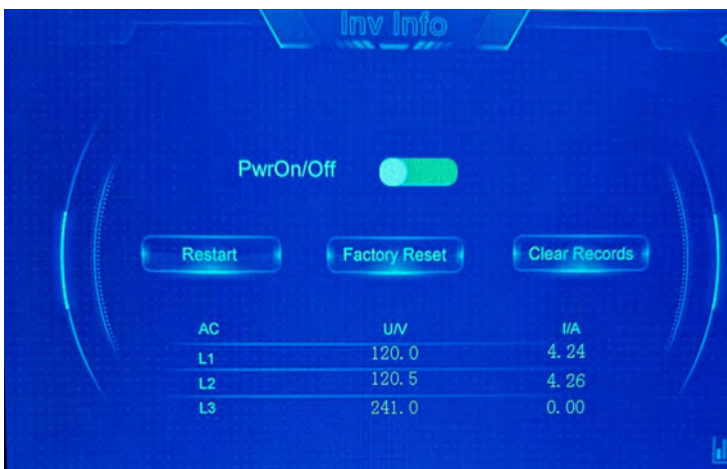 Inv Info
PwrOn/Off
Restart Factory Reset Clear Records
AC U/V I/A
L1 120.0 4.24
L2 120.5 4.26
L3 241.0 0.00